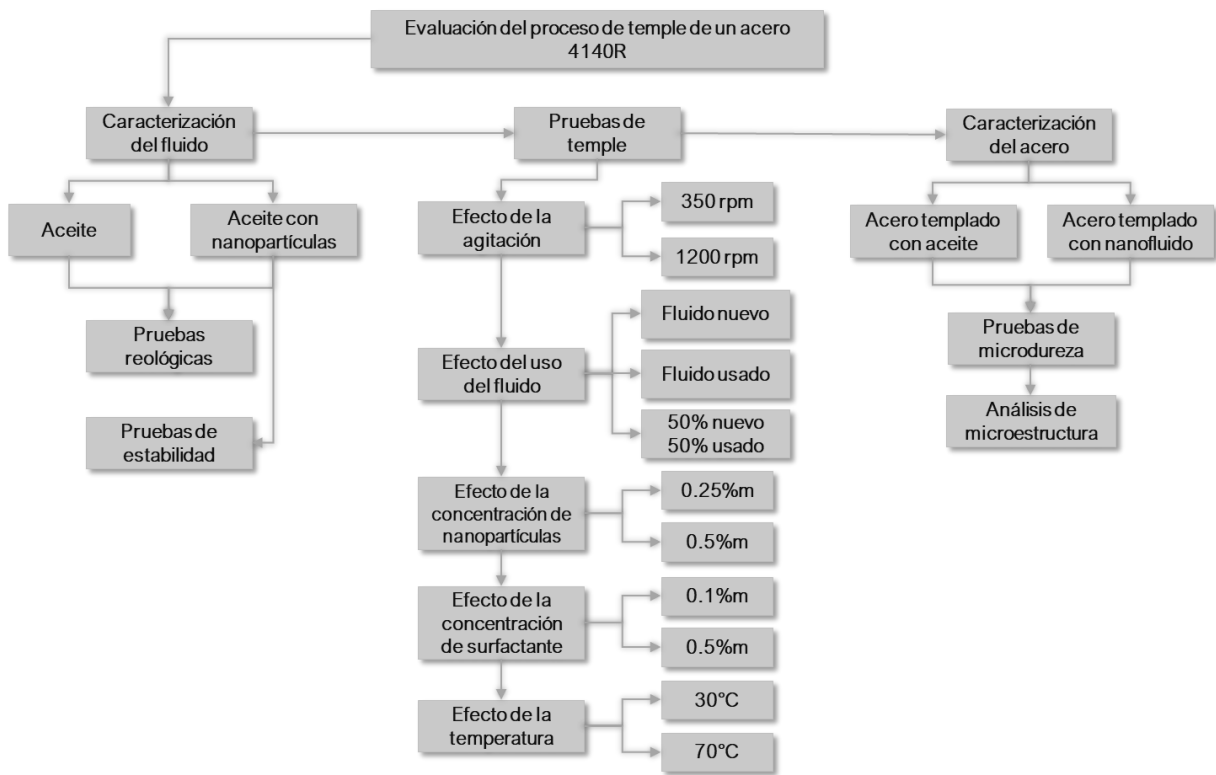 Evaluación del proceso de temple de un acero
4140R
Caracterización
del fluido
Pruebas de
temple
Caracterización
del acero
Aceite
Aceite con
nanopartículas
Pruebas
reológicas
Pruebas de
estabilidad
Efecto de la
agitación
350 rpm
1200 rpm
Efecto del uso
del fluido
Fluido nuevo
Fluido usado
50% nuevo
50% usado
Efecto de la
concentración de
nanopartículas
0.25%m
0.5%m
Efecto de la
concentración
de surfactante
0.1%m
0.5%m
Efecto de la
temperatura
30°C
70°C
Acero templado
con aceite
Acero templado
con nanofluido
Pruebas de
microdureza
Análisis de
microestructura